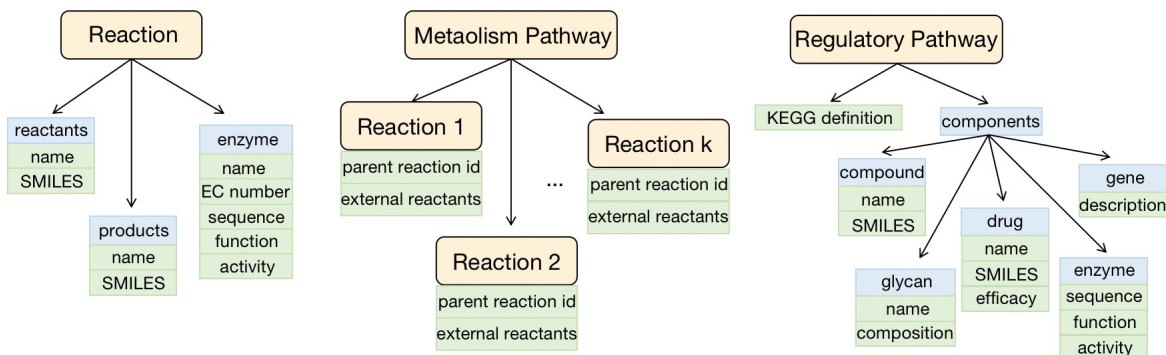 Reaction
reactants
name
SMILES
products
name
SMILES
enzyme
name
EC number
sequence
function
activity
Metaolism Pathway
Reaction 1
parent reaction id
external reactants
Reaction 2
parent reaction id
external reactants
...
Reaction k
parent reaction id
external reactants
Regulatory Pathway
KEGG definition
components
compound
name
SMILES
glycan
name
composition
drug
name
SMILES
efficacy
enzyme
sequence
function
activity
gene
description